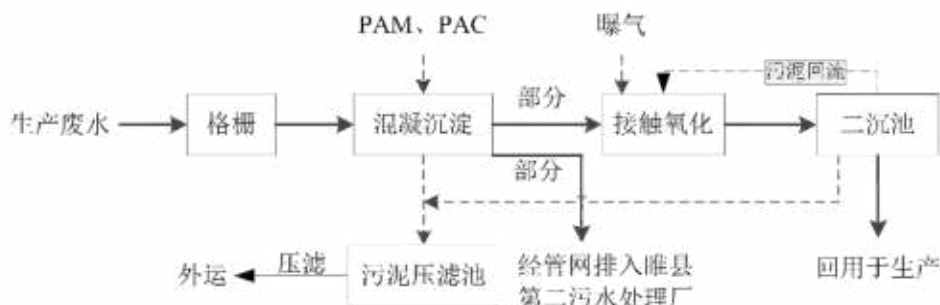 PAM、PAC
曝气
污泥回流
生产废水
格栅
混凝沉淀
部分
接触氧化
二沉池
部分
外运
压滤
污泥压滤池
经管网排入睢县
第二污水处理厂
回用于生产